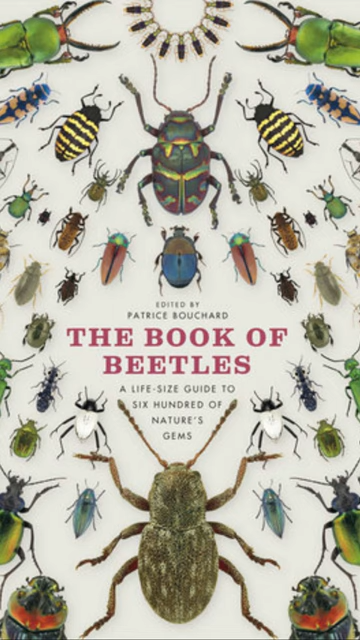 EDITED BY
PATRICE BOUCHARD
THE BOOK OF
BEETLES
A LIFE-SIZE GUIDE TO
SIX HUNDRED OF
NATURE'S
GEMS